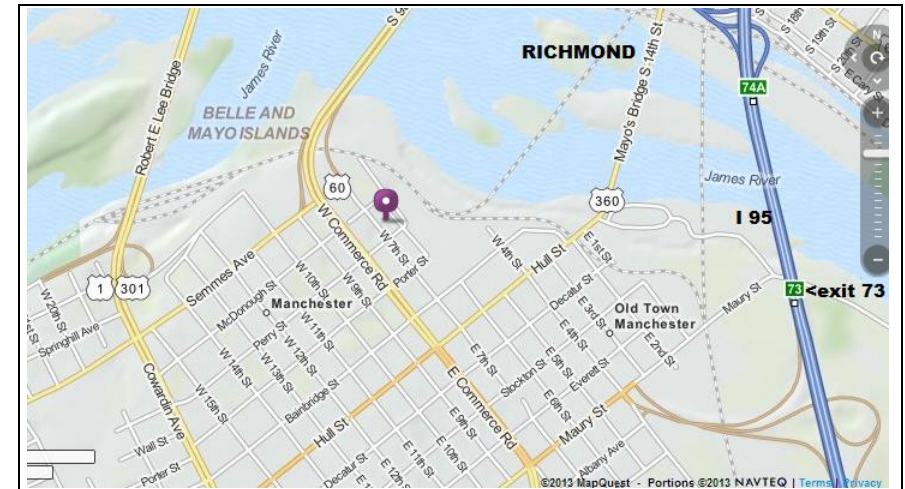 RICHMOND
Robert E Lee Bridge
James River
BELLE AND
MAYO ISLANDS
Mayo's Bridge S 14th St
S 18th
S 19th St
S 20th St
E Cary St
N
74A
60
360
James River
I 95
73
<exit 73
1
301
W 20th St
Springhill Ave
Semmes Ave
McDonough St
Manchester
W 10th St
W 9th St
W Commerce Rd
W 7th St
Porter St
W 4th St
Hull St
E 1st St
Decatur St
E 3rd St
E 2nd St
Old Town
Manchester
Maury St
Perry St
W 11th St
W 12th St
W 13th St
W 14th St
W 15th St
Bainbridge St
Cowardin Ave
Wall St
Porter St
Hull St
E 7th St
E Commerce Rd
Stockton St
E 4th St
E 5th St
E 6th St
Everett St
Maury St
Albany Ave
Decatur St
E 9th St
E 10th St
E 11th St
E 12th St
©2013 MapQuest - Portions ©2013 NAVTEQ | Terms | Privacy